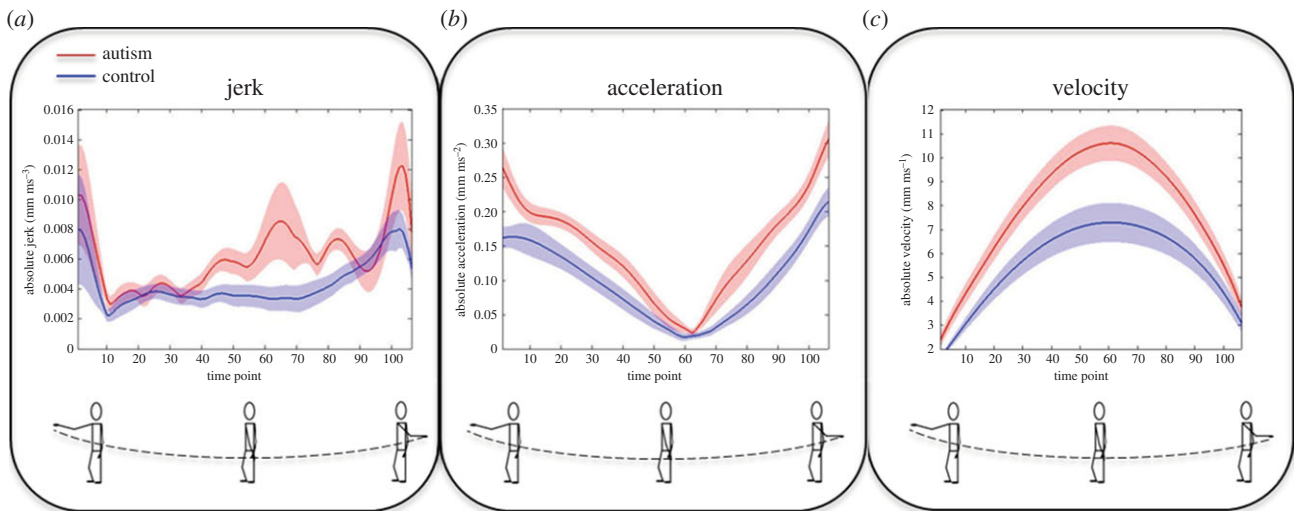 (a)
autism
control
jerk
absolute jerk (mm ms−3)
0.016
0.014
0.012
0.010
0.008
0.006
0.004
0.002
0
10 20 30 40 50 60 70 80 90 100
time point
(b)
acceleration
absolute acceleration (mm ms−2)
0.35
0.30
0.25
0.20
0.15
0.10
0.05
0
10 20 30 40 50 60 70 80 90 100
time point
(c)
velocity
absolute velocity (mm ms−1)
12
11
10
9
8
7
6
5
4
3
2
10 20 30 40 50 60 70 80 90 100
time point